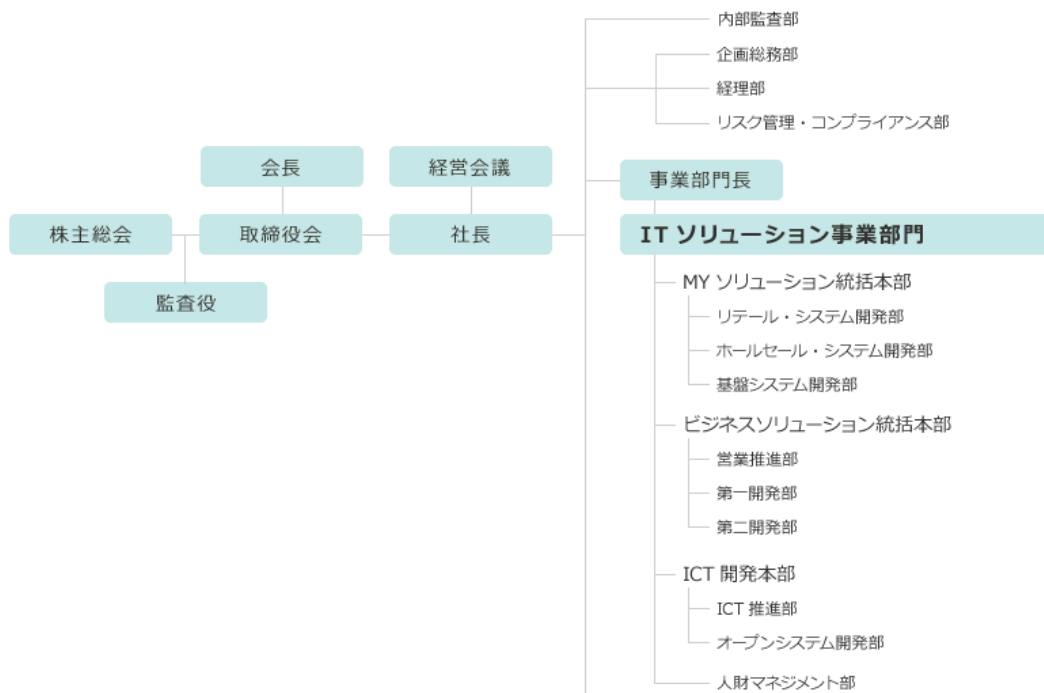 内部監査部
企画総務部
経理部
リスク管理・コンプライアンス部
会長
経営会議
事業部門長
株主総会
取締役会
社長
IT ソリューション事業部門
監査役
MY ソリューション統括本部
リテール・システム開発部
ホールセール・システム開発部
基盤システム開発部
ビジネスソリューション統括本部
営業推進部
第一開発部
第二開発部
ICT 開発本部
ICT 推進部
オープンシステム開発部
人財マネジメント部